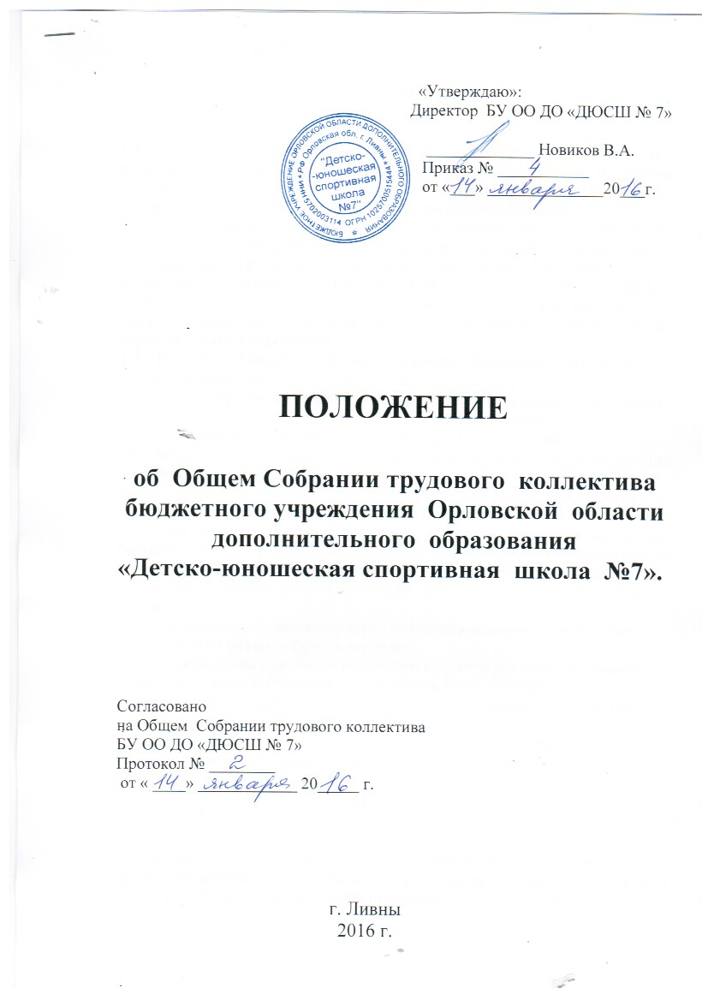 «Утверждаю»:
Директор БУ ОО ДО «ДЮСШ № 7»
____________ Новиков В.А.
Приказ № 4
от «14» января 2016 г.
БЮДЖЕТНОЕ УЧРЕЖДЕНИЕ ОРЛОВСКОЙ ОБЛАСТИ ДОПОЛНИТЕЛЬНОГО ОБРАЗОВАНИЯ
* РФ Орловская обл. г. Ливны *
ИНН 5702003114 ОГРН 1025700515444
"Детско-
-юношеская
спортивная
школа
№7"
ПОЛОЖЕНИЕ
об Общем Собрании трудового коллектива
бюджетного учреждения Орловской области
дополнительного образования
«Детско-юношеская спортивная школа №7».
Согласовано
на Общем Собрании трудового коллектива
БУ ОО ДО «ДЮСШ № 7»
Протокол № 2
от « 14 » января 2016 г.
г. Ливны
2016 г.